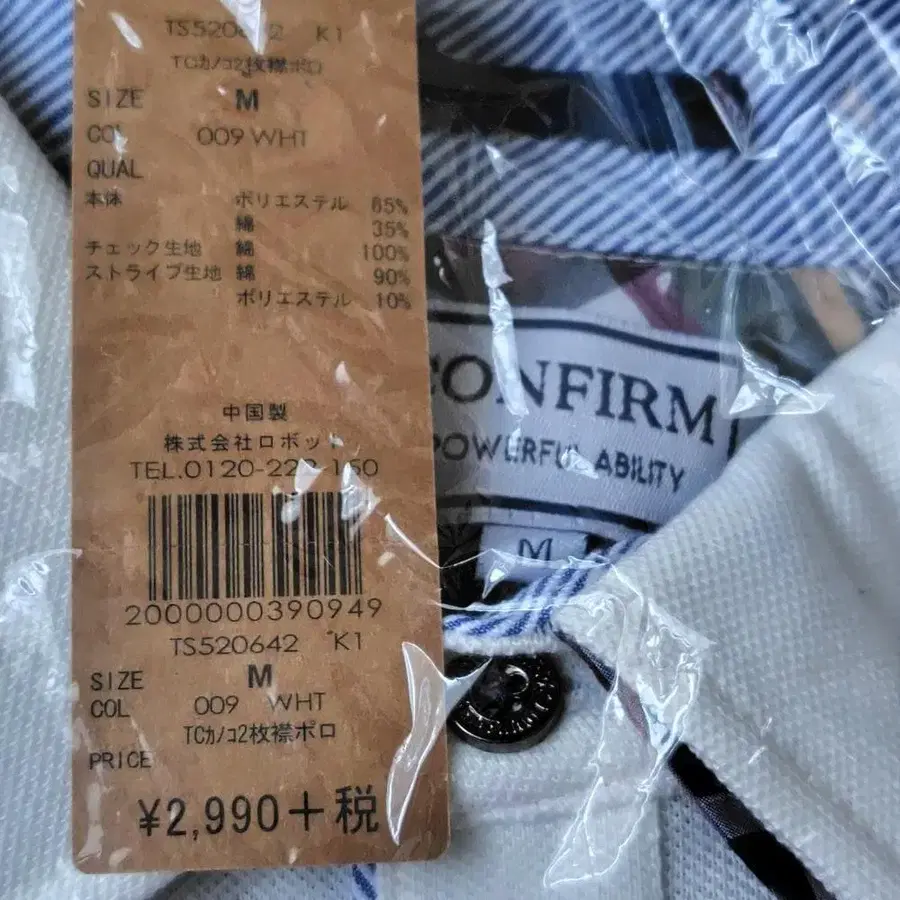 TS520642 K1
TCカノコ2枚襟ポロ
SIZE M
COL 009 WHT
QUAL
本体 ポリエステル 65%
綿 35%
チェック生地 綿 100%
ストライプ生地 綿 90%
ポリエステル 10%
中国製
株式会社ロボット
TEL.0120-220-150
2000000390949
TS520642 K1
SIZE M
COL 009 WHT
TCカノコ2枚襟ポロ
PRICE
¥2,990+税
CONFIRM
POWERFUL ABILITY
M